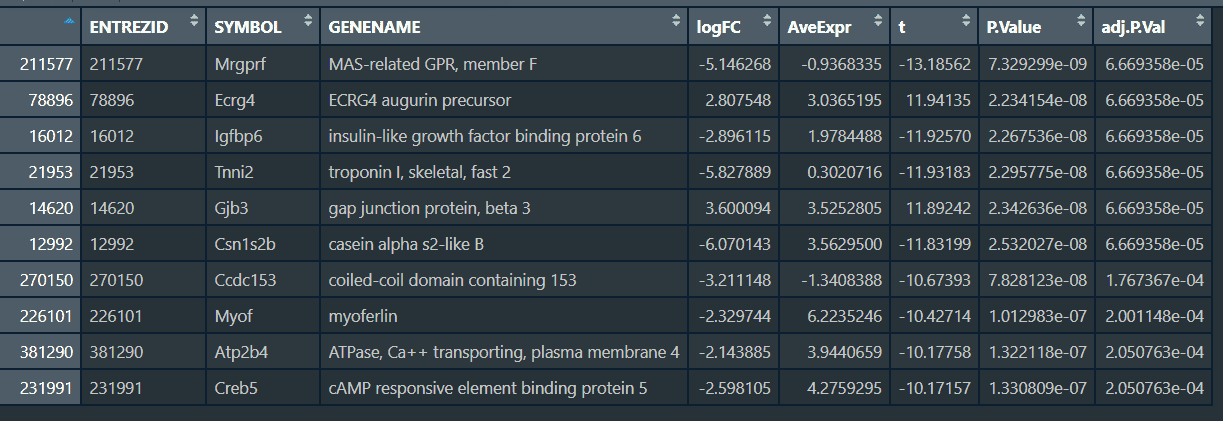 ENTREZID SYMBOL GENENAME logFC AveExpr t P.Value adj.P.Val
211577 211577 Mrgprf MAS-related GPR, member F -5.146268 -0.9368335 -13.18562 7.329299e-09 6.669358e-05
78896 78896 Ecrg4 ECRG4 augurin precursor 2.807548 3.0365195 11.94135 2.234154e-08 6.669358e-05
16012 16012 Igfbp6 insulin-like growth factor binding protein 6 -2.896115 1.9784488 -11.92570 2.267536e-08 6.669358e-05
21953 21953 Tnni2 troponin I, skeletal, fast 2 -5.827889 0.3020716 -11.93183 2.295775e-08 6.669358e-05
14620 14620 Gjb3 gap junction protein, beta 3 3.600094 3.5252805 11.89242 2.342636e-08 6.669358e-05
12992 12992 Csn1s2b casein alpha s2-like B -6.070143 3.5629500 -11.83199 2.532027e-08 6.669358e-05
270150 270150 Ccdc153 coiled-coil domain containing 153 -3.211148 -1.3408388 -10.67393 7.828123e-08 1.767367e-04
226101 226101 Myof myoferlin -2.329744 6.2235246 -10.42714 1.012983e-07 2.001148e-04
381290 381290 Atp2b4 ATPase, Ca++ transporting, plasma membrane 4 -2.143885 3.9440659 -10.17758 1.322118e-07 2.050763e-04
231991 231991 Creb5 cAMP responsive element binding protein 5 -2.598105 4.2759295 -10.17157 1.330809e-07 2.050763e-04